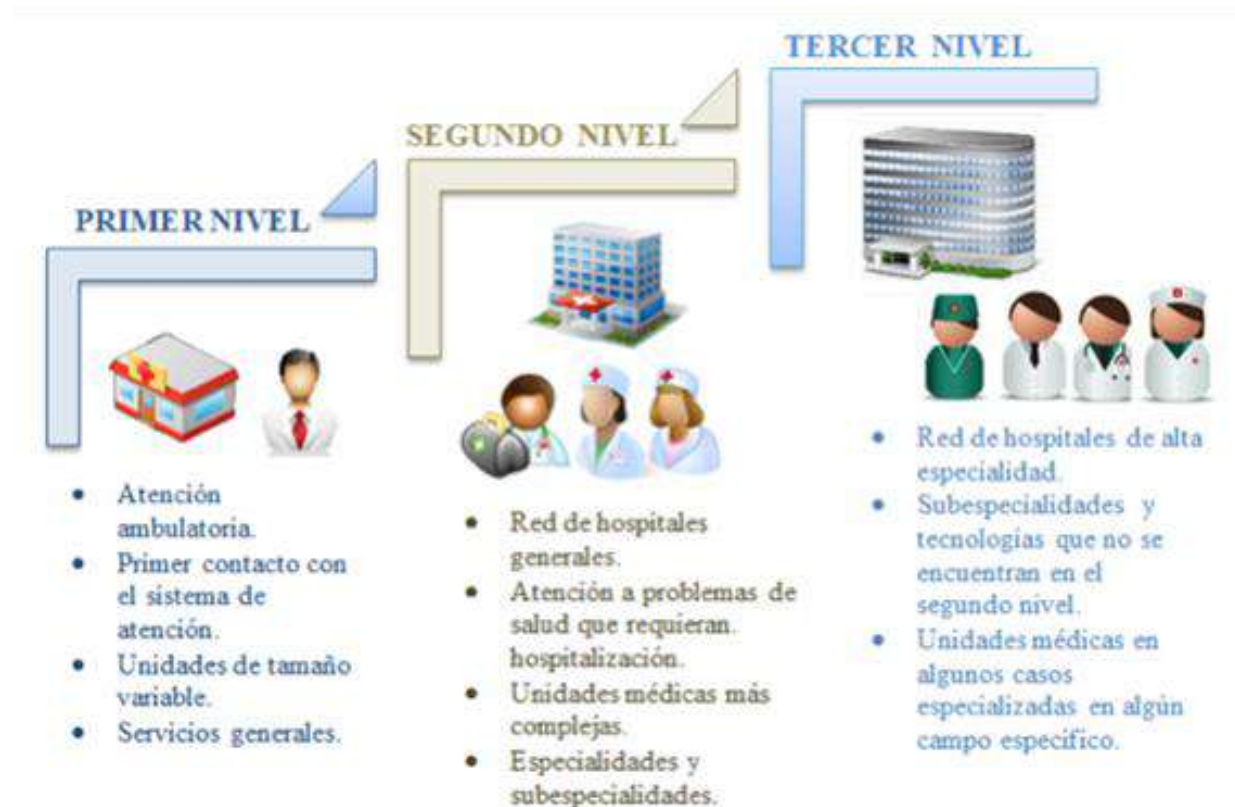 PRIMER NIVEL
• Atención
ambulatoria.
• Primer contacto con
el sistema de
atención.
• Unidades de tamaño
variable.
• Servicios generales.
SEGUNDO NIVEL
• Red de hospitales
generales.
• Atención a problemas de
salud que requieran.
hospitalización.
• Unidades médicas más
complejas.
• Especialidades y
subespecialidades.
TERCER NIVEL
• Red de hospitales de alta
especialidad.
• Subespecialidades y
tecnologías que no se
encuentran en el
segundo nivel.
• Unidades médicas en
algunos casos
especializadas en algún
campo especifico.